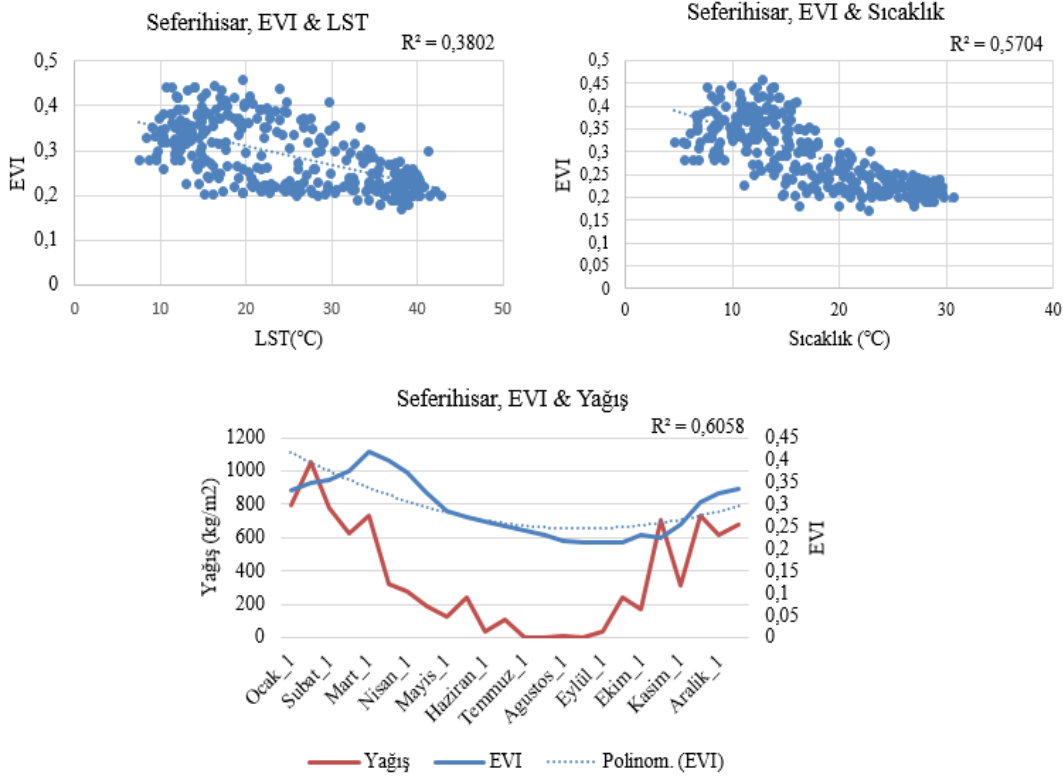 Seferihisar, EVI & LST
R² = 0,3802
0,5
0,4
0,3
0,2
0,1
0
EVI
0 10 20 30 40 50
LST(°C)
Seferihisar, EVI & Sıcaklık
R² = 0,5704
0,5
0,45
0,4
0,35
0,3
0,25
0,2
0,15
0,1
0,05
0
EVI
0 10 20 30 40
Sıcaklık (°C)
Seferihisar, EVI & Yağış
R² = 0,6058
1200
1000
800
600
400
200
0
Yağış (kg/m2)
0,45
0,4
0,35
0,3
0,25
0,2
0,15
0,1
0,05
0
EVI
Ocak_1 Subat_1 Mart_1 Nisan_1 Mayis_1 Haziran_1 Temmuz_1 Agustos_1 Eylül_1 Ekim_1 Kasim_1 Aralik_1
Yağış EVI Polinom. (EVI)